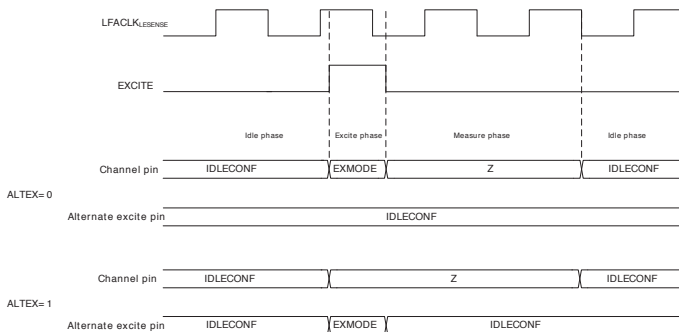 LFACLKLESENSE
EXCITE
Idle phase Excite phase Measure phase Idle phase
Channel pin IDLECONF EXMODE Z IDLECONF
ALTEX= 0
Alternate excite pin IDLECONF
Channel pin IDLECONF Z IDLECONF
ALTEX= 1
Alternate excite pin IDLECONF EXMODE IDLECONF